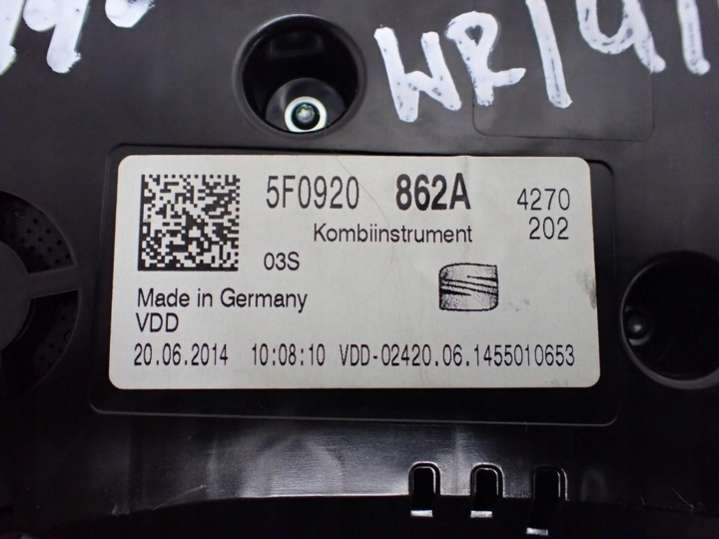 WR/U/
5F0920 862A 4270
Kombiinstrument 202
03S
Made in Germany
VDD
20.06.2014 10:08:10 VDD-02420.06.1455010653